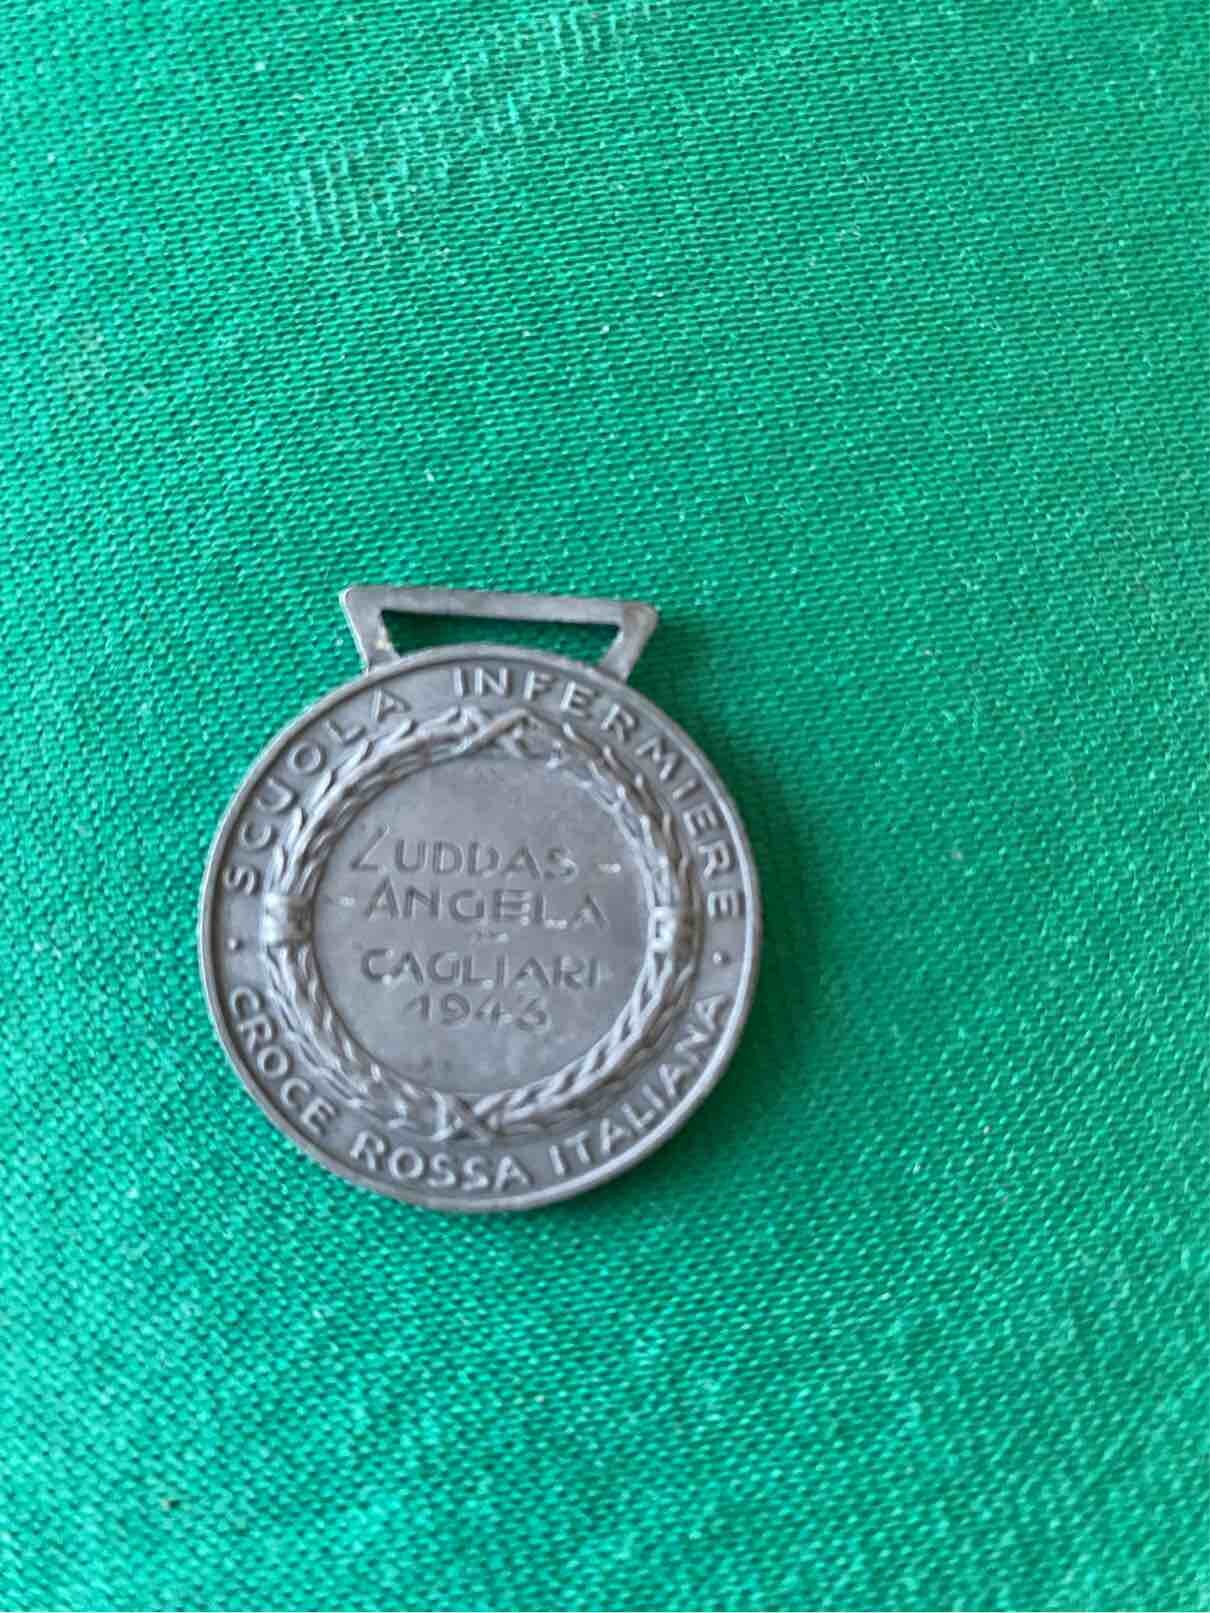 SCUOLA INFERMIERE
ZUDDAS -
- ANGELA
-
CAGLIARI
1943
CROCE ROSSA ITALIANA